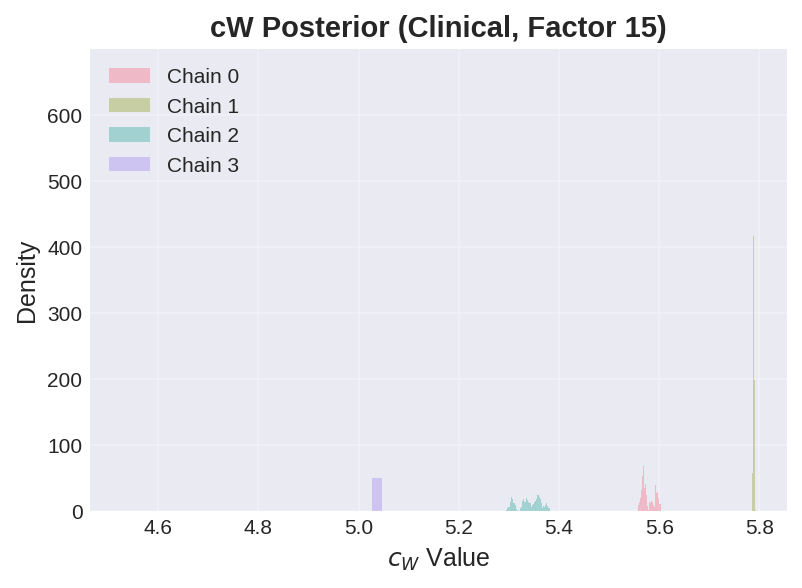 cW Posterior (Clinical, Factor 15)
Chain 0
Chain 1
Chain 2
Chain 3
600
500
400
300
200
100
0
Density
4.6 4.8 5.0 5.2 5.4 5.6 5.8
c_W Value